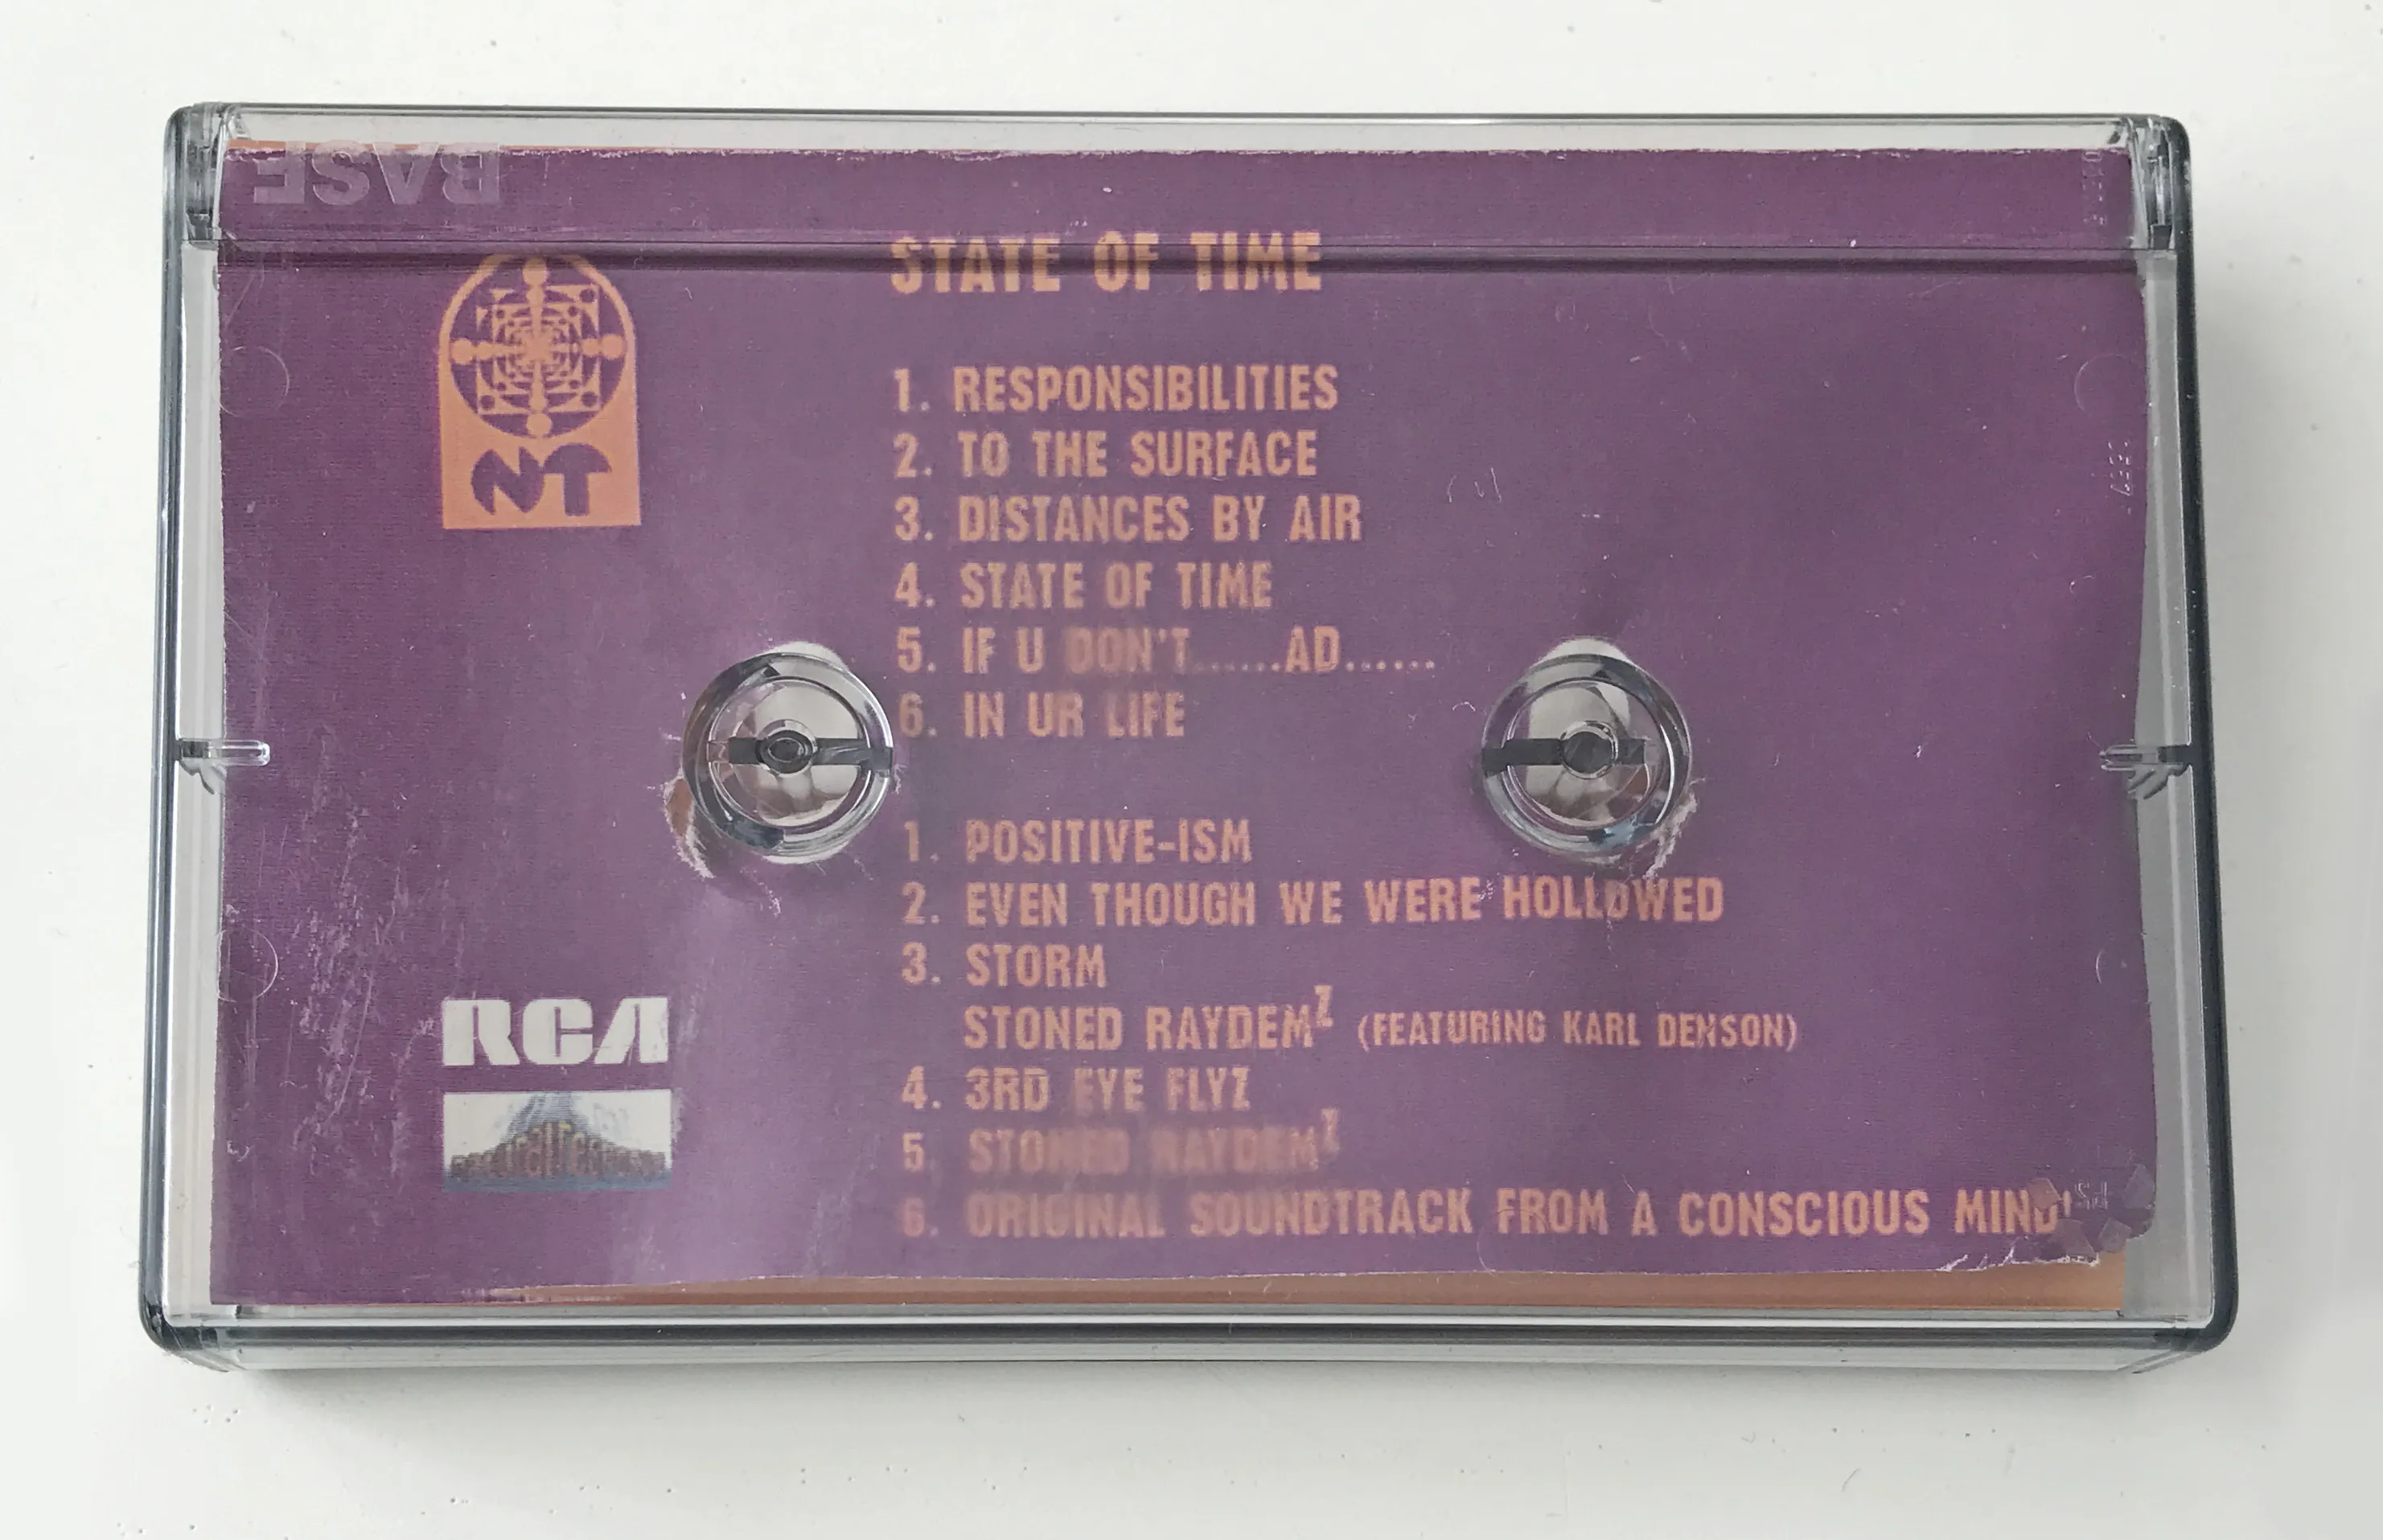 BASF
STATE OF TIME
NT
1. RESPONSIBILITIES
2. TO THE SURFACE
3. DISTANCES BY AIR
4. STATE OF TIME
5. IF U DON'T......AD......
6. IN UR LIFE
1. POSITIVE-ISM
2. EVEN THOUGH WE WERE HOLLOWED
3. STORM
STONED RAYDEMᶻ (FEATURING KARL DENSON)
4. 3RD EYE FLYZ
5. STONED RAYDEMᶻ
6. ORIGINAL SOUNDTRACK FROM A CONSCIOUS MIND!
RCA